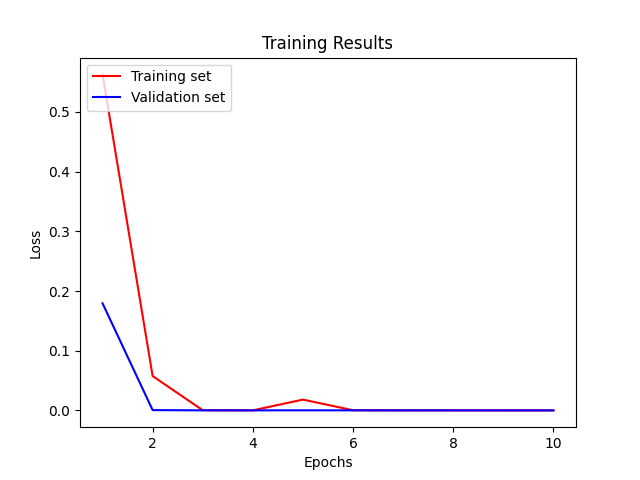 Training Results
Training set
Validation set
0.5
0.4
0.3
0.2
0.1
0.0
Loss
2 4 6 8 10
Epochs